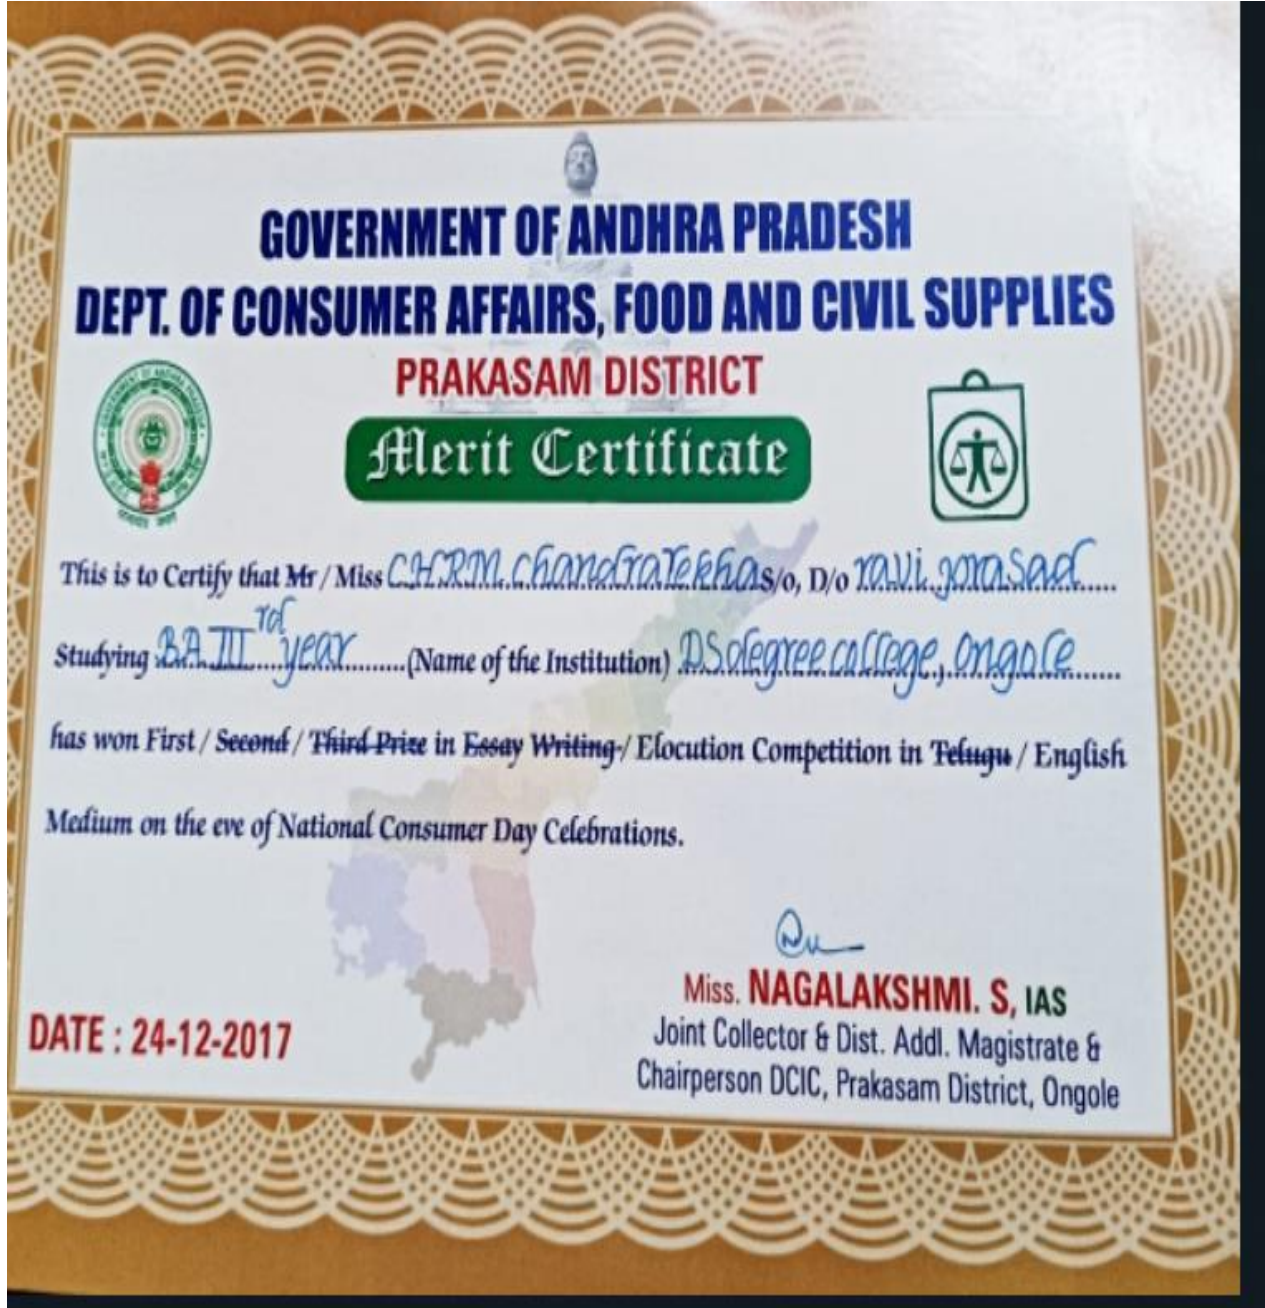 GOVERNMENT OF ANDHRA PRADESH
DEPT. OF CONSUMER AFFAIRS, FOOD AND CIVIL SUPPLIES
PRAKASAM DISTRICT
Merit Certificate
This is to Certify that Mr / Miss CH.RM.chandrarekha S/o, D/o ravi prasad
Studying BA III rd year (Name of the Institution) DS degree college, Ongole
has won First / Second / Third Prize in Essay Writing / Elocution Competition in Telugu / English
Medium on the eve of National Consumer Day Celebrations.
Miss. NAGALAKSHMI. S, IAS
DATE : 24-12-2017
Joint Collector & Dist. Addl. Magistrate &
Chairperson DCIC, Prakasam District, Ongole